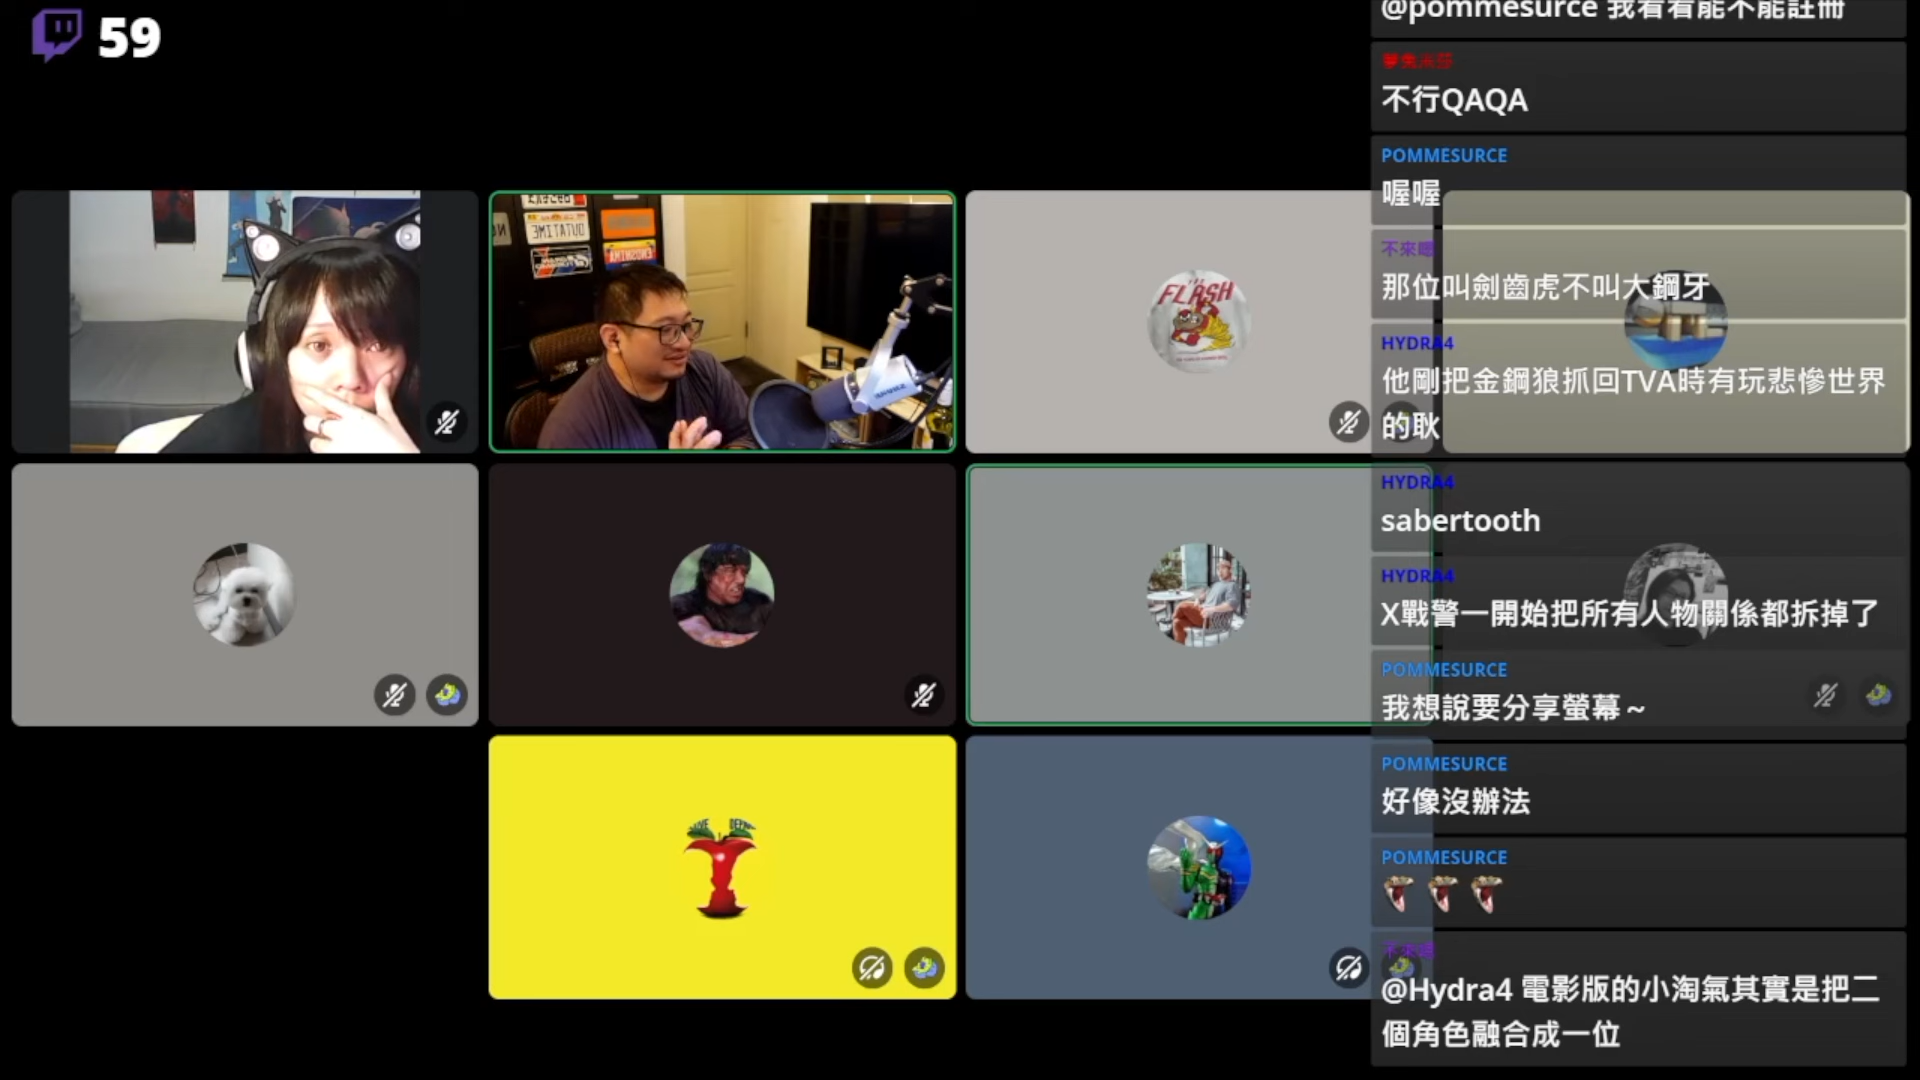 59
@pommesurce 我看看能不能註冊
不行QAQA
POMMESURCE
喔喔
不來嗯
那位叫劍齒虎不叫大鋼牙
HYDRA4
他剛把金鋼狼抓回TVA時有玩悲慘世界
的耿
HYDRA4
sabertooth
HYDRA4
X戰警一開始把所有人物關係都拆掉了
POMMESURCE
我想說要分享螢幕～
POMMESURCE
好像沒辦法
POMMESURCE
@Hydra4 電影版的小淘氣其實是把二
個角色融合成一位
OUTATIME
FLASH